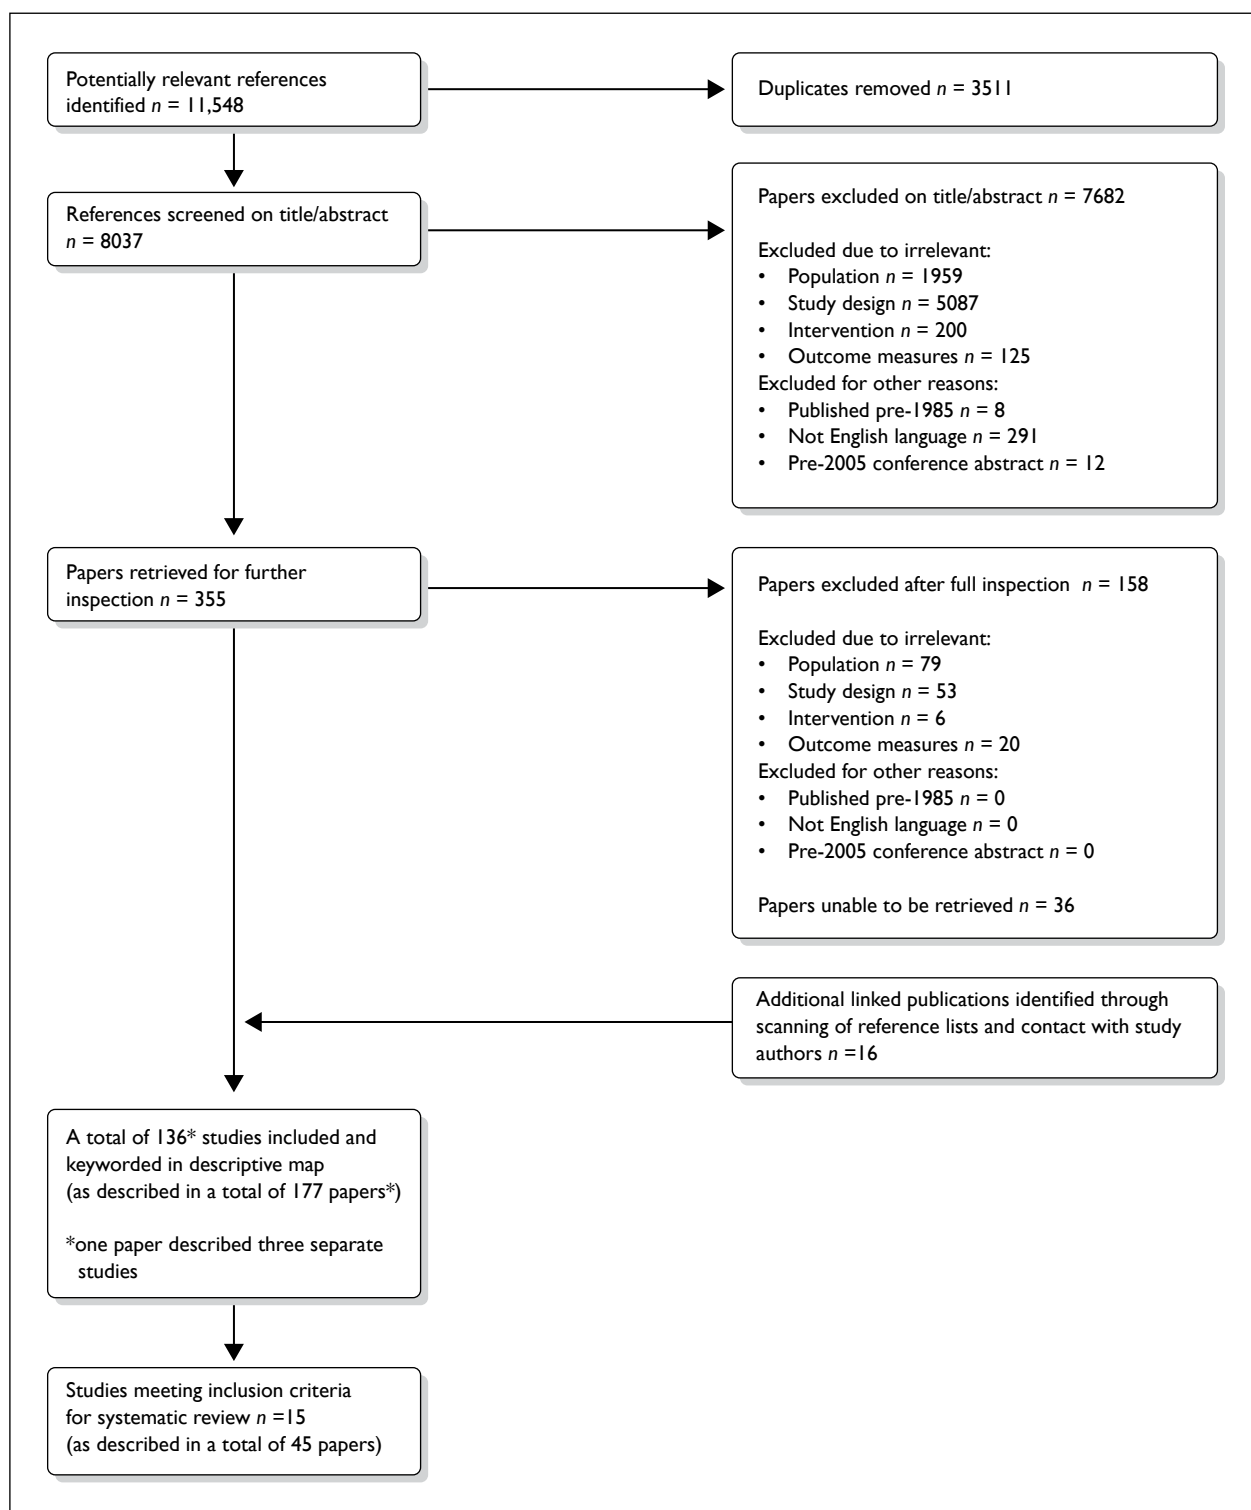 Potentially relevant references
identified n = 11,548
Duplicates removed n = 3511
References screened on title/abstract
n = 8037
Papers excluded on title/abstract n = 7682
Excluded due to irrelevant:
• Population n = 1959
• Study design n = 5087
• Intervention n = 200
• Outcome measures n = 125
Excluded for other reasons:
• Published pre-1985 n = 8
• Not English language n = 291
• Pre-2005 conference abstract n = 12
Papers retrieved for further
inspection n = 355
Papers excluded after full inspection n = 158
Excluded due to irrelevant:
• Population n = 79
• Study design n = 53
• Intervention n = 6
• Outcome measures n = 20
Excluded for other reasons:
• Published pre-1985 n = 0
• Not English language n = 0
• Pre-2005 conference abstract n = 0
Papers unable to be retrieved n = 36
Additional linked publications identified through
scanning of reference lists and contact with study
authors n =16
A total of 136* studies included and
keyworded in descriptive map
(as described in a total of 177 papers*)
*one paper described three separate
studies
Studies meeting inclusion criteria
for systematic review n =15
(as described in a total of 45 papers)